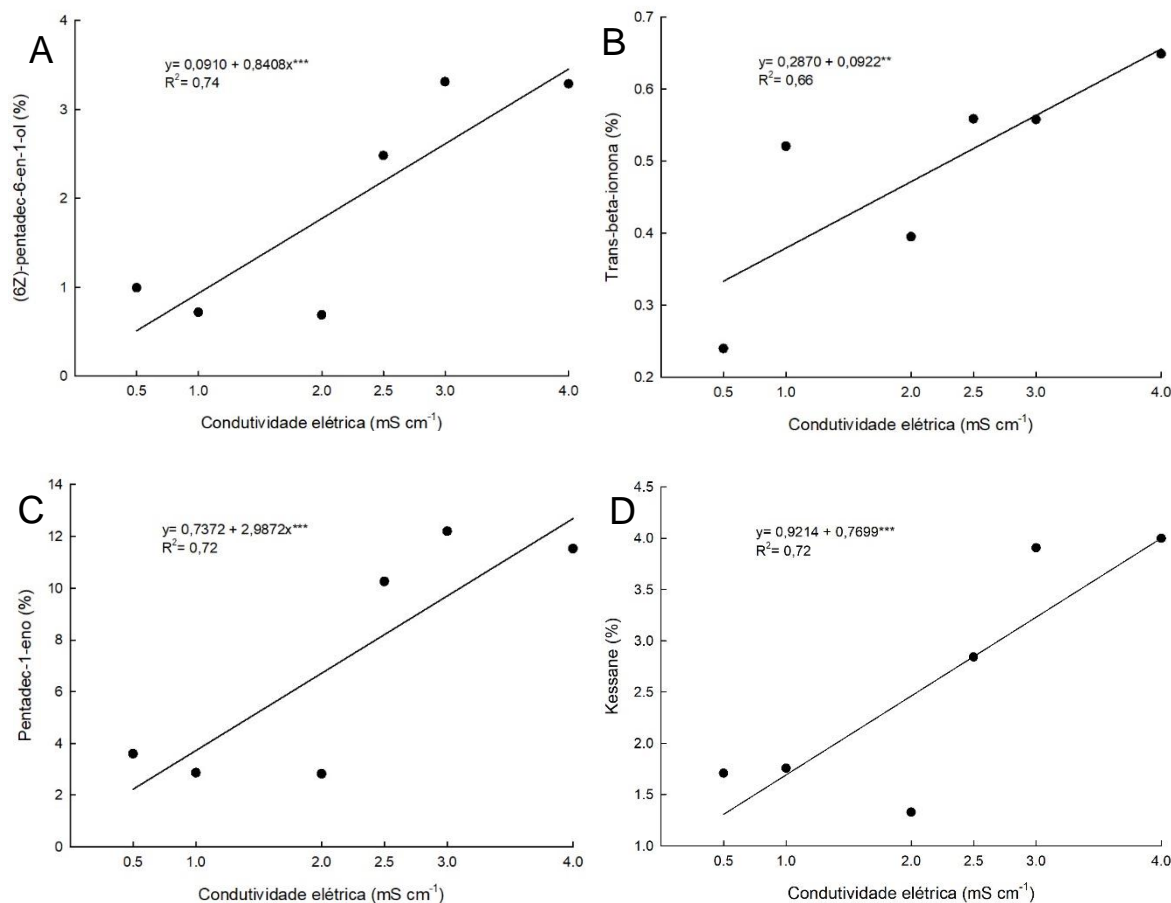 A
y= 0,0910 + 0,8408x***
R²= 0,74
(6Z)-pentadec-6-en-1-ol (%)
4
3
2
1
0
0.5 1.0 2.0 2.5 3.0 4.0
Condutividade elétrica (mS cm⁻¹)
B
y= 0,2870 + 0,0922**
R²= 0,66
Trans-beta-ionona (%)
0.7
0.6
0.5
0.4
0.3
0.2
0.5 1.0 2.0 2.5 3.0 4.0
Condutividade elétrica (mS cm⁻¹)
C
y= 0,7372 + 2,9872x***
R²= 0,72
Pentadec-1-eno (%)
14
12
10
8
6
4
2
0
0.5 1.0 2.0 2.5 3.0 4.0
Condutividade elétrica (mS cm⁻¹)
D
y= 0,9214 + 0,7699***
R²= 0,72
Kessane (%)
4.5
4.0
3.5
3.0
2.5
2.0
1.5
1.0
0.5 1.0 2.0 2.5 3.0 4.0
Condutividade elétrica (mS cm⁻¹)